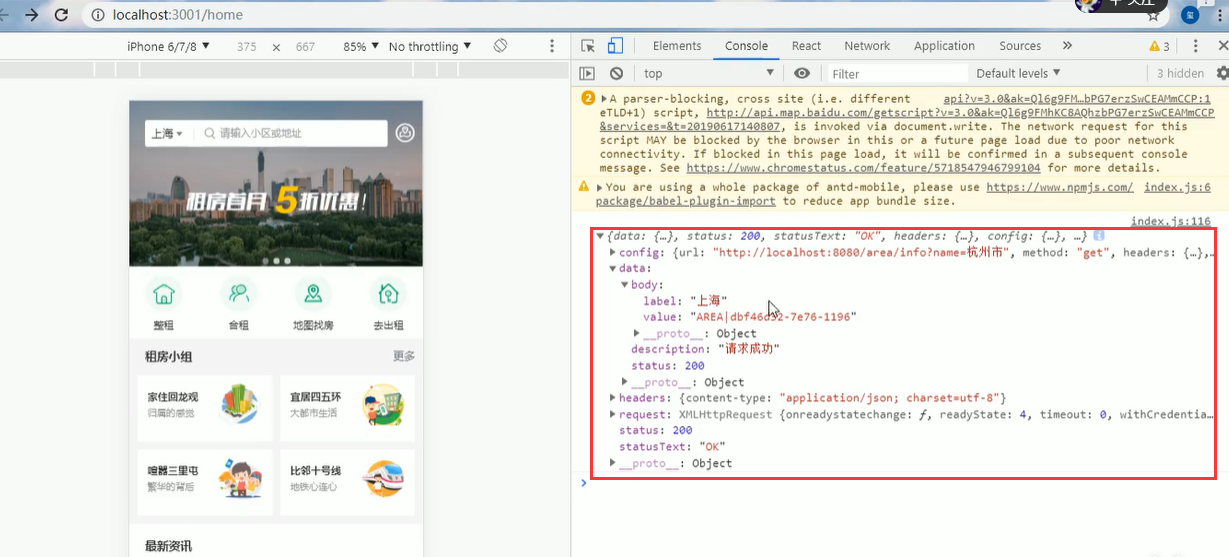 localhost:3001/home
iPhone 6/7/8 ▼ 375 × 667 85% ▼ No throttling ▼
Elements Console React Network Application Sources » 3
top Filter Default levels ▼ 3 hidden
上海
请输入小区或地址
租房首月 5 折优惠!
整租 合租 地图找房 去出租
租房小组 更多
家住回龙观
归属的感觉
宜居四五环
大都市生活
喧嚣三里屯
繁华的背后
比邻十号线
地铁心连心
最新资讯
2 ▶A parser-blocking, cross site (i.e. different api?v=3.0&ak=Ql6g9FM…bPG7erzSwCEAMmCCP:1
eTLD+1) script, http://api.map.baidu.com/getscript?v=3.0&ak=Ql6g9FMhKC8AQhzbPG7erzSwCEAMmCCP
&services=&t=20190617140807, is invoked via document.write. The network request for this
script MAY be blocked by the browser in this or a future page load due to poor network
connectivity. If blocked in this page load, it will be confirmed in a subsequent console
message. See https://www.chromestatus.com/feature/5718547946799104 for more details.
▶You are using a whole package of antd-mobile, please use https://www.npmjs.com/ index.js:6
package/babel-plugin-import to reduce app bundle size.
index.js:116
▼{data: {…}, status: 200, statusText: "OK", headers: {…}, config: {…}, …}
▶config: {url: "http://localhost:8080/area/info?name=杭州市", method: "get", headers: {…},…
▼data:
▼body:
label: "上海"
value: "AREA|dbf46d32-7e76-1196"
▶__proto__: Object
description: "请求成功"
status: 200
▶__proto__: Object
▶headers: {content-type: "application/json; charset=utf-8"}
▶request: XMLHttpRequest {onreadystatechange: ƒ, readyState: 4, timeout: 0, withCredentia…
status: 200
statusText: "OK"
▶__proto__: Object